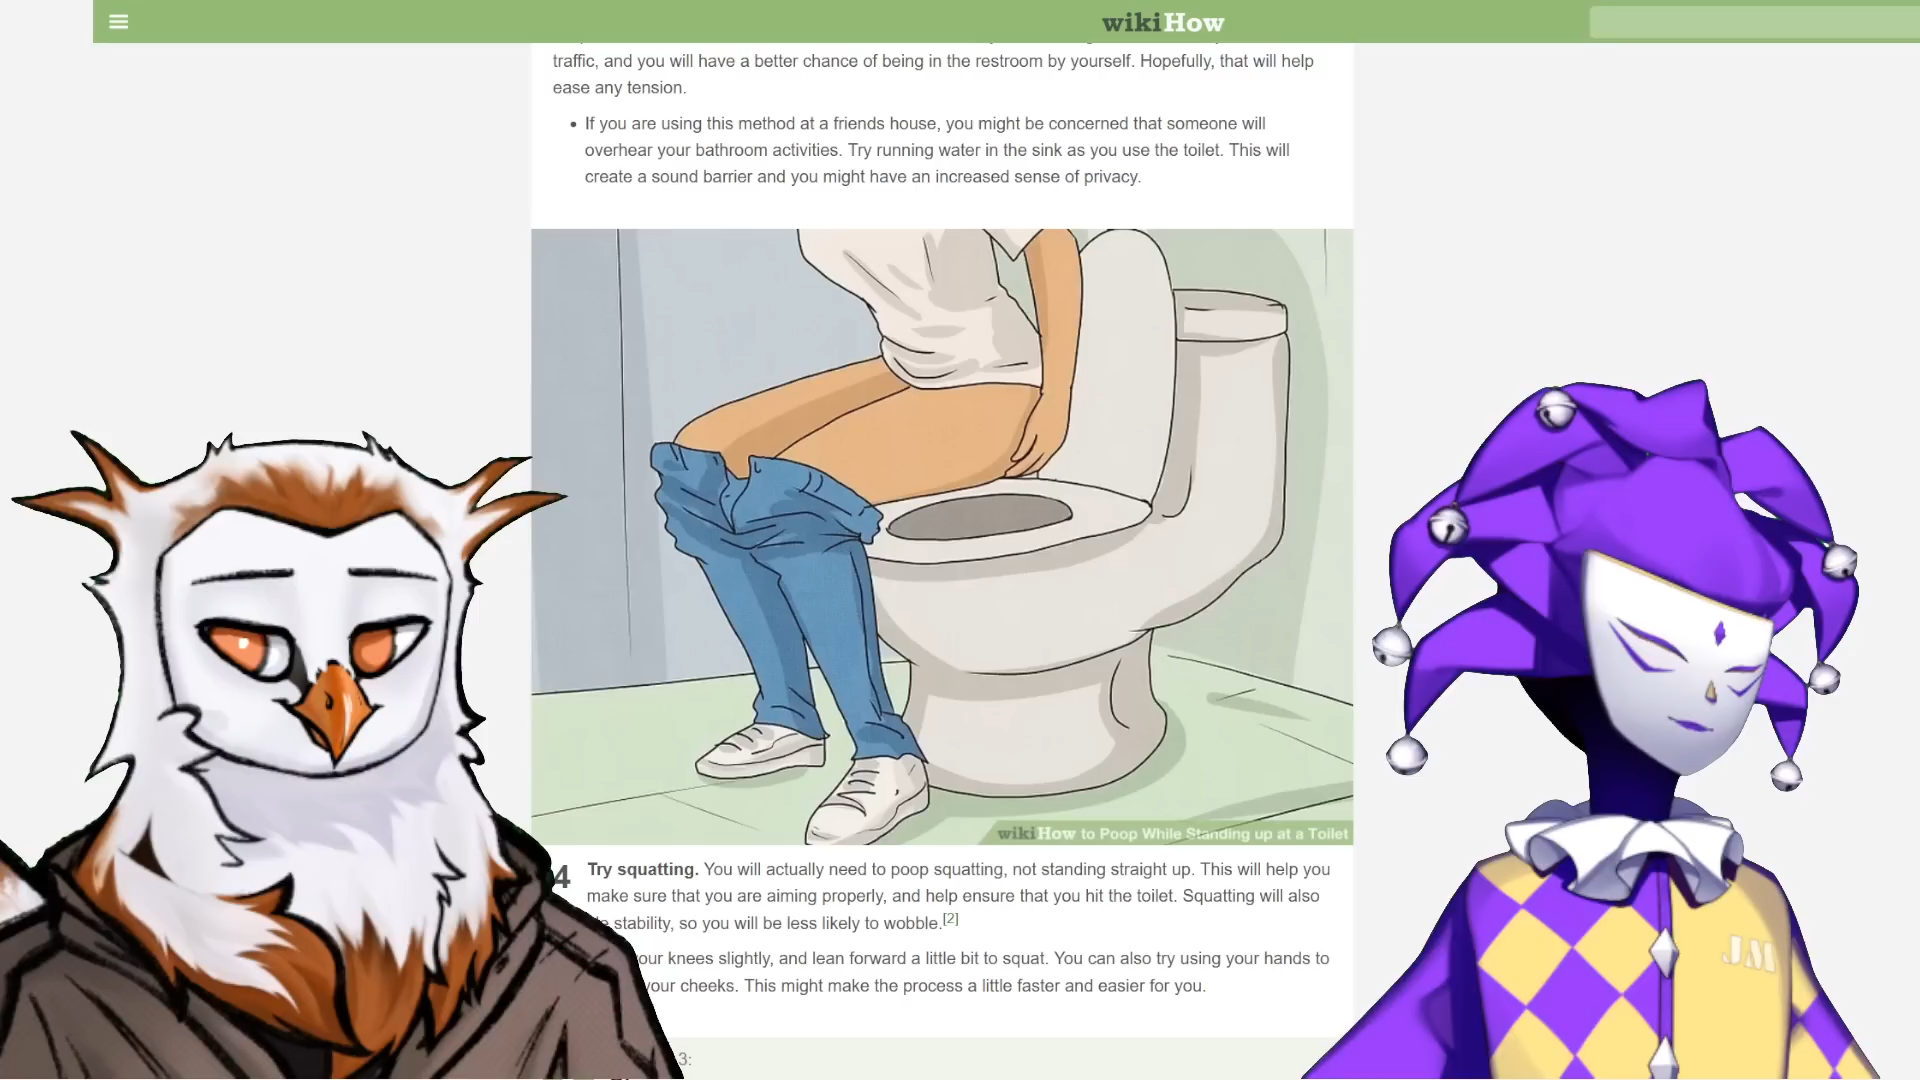 wikiHow
traffic, and you will have a better chance of being in the restroom by yourself. Hopefully, that will help
ease any tension.
• If you are using this method at a friends house, you might be concerned that someone will
overhear your bathroom activities. Try running water in the sink as you use the toilet. This will
create a sound barrier and you might have an increased sense of privacy.
wikiHow to Poop While Standing up at a Toilet
4 Try squatting. You will actually need to poop squatting, not standing straight up. This will help you
make sure that you are aiming properly, and help ensure that you hit the toilet. Squatting will also
stability, so you will be less likely to wobble.[2]
your knees slightly, and lean forward a little bit to squat. You can also try using your hands to
your cheeks. This might make the process a little faster and easier for you.
3:
JM